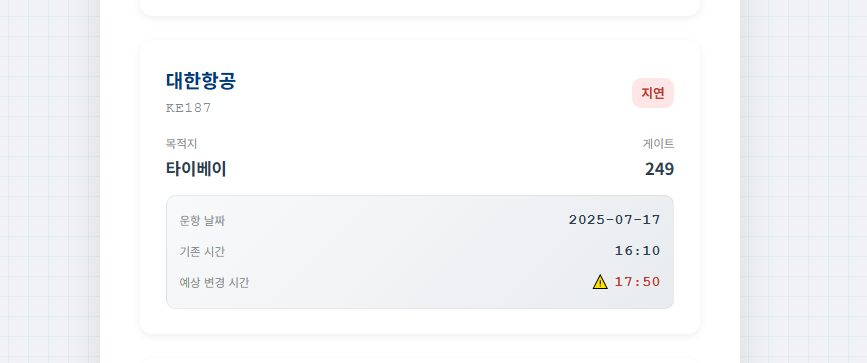 대한항공
KE187
지연
목적지
게이트
타이베이
249
운항 날짜
2025-07-17
기존 시간
16:10
예상 변경 시간
⚠️ 17:50